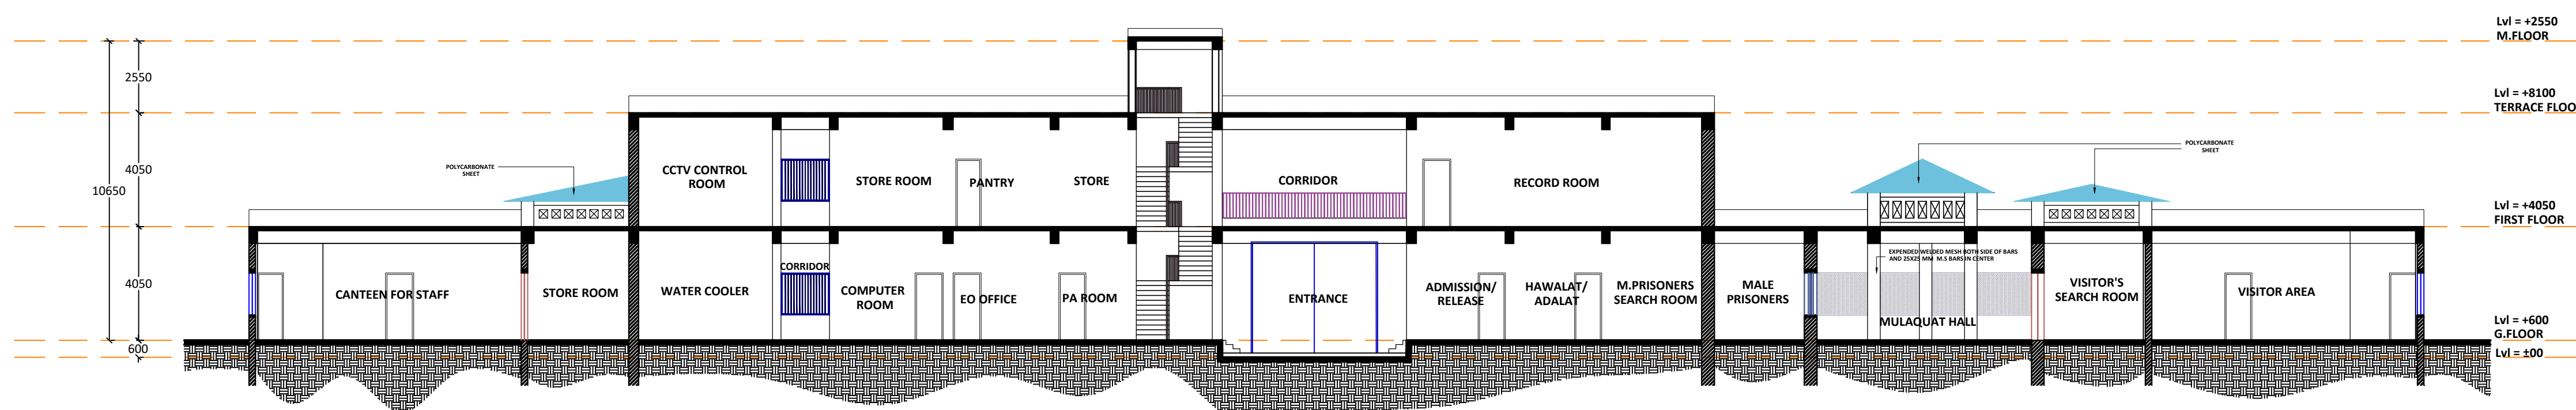 Lvl = +2550
M.FLOOR
2550
Lvl = +8100
TERRACE FLOO
4050
10650
POLYCARBONATE
SHEET
POLYCARBONATE
SHEET
CCTV CONTROL
ROOM
STORE ROOM
PANTRY
STORE
CORRIDOR
RECORD ROOM
Lvl = +4050
FIRST FLOOR
4050
CANTEEN FOR STAFF
STORE ROOM
WATER COOLER
CORRIDOR
COMPUTER
ROOM
EO OFFICE
PA ROOM
ENTRANCE
ADMISSION/
RELEASE
HAWALAT/
ADALAT
M.PRISONERS
SEARCH ROOM
MALE
PRISONERS
EXPENDED WELDED MESH BOTH SIDE OF BARS
AND 25X25 MM M.S BARS IN CENTER
MULAQUAT HALL
VISITOR'S
SEARCH ROOM
VISITOR AREA
Lvl = +600
G.FLOOR
600
Lvl = ±00